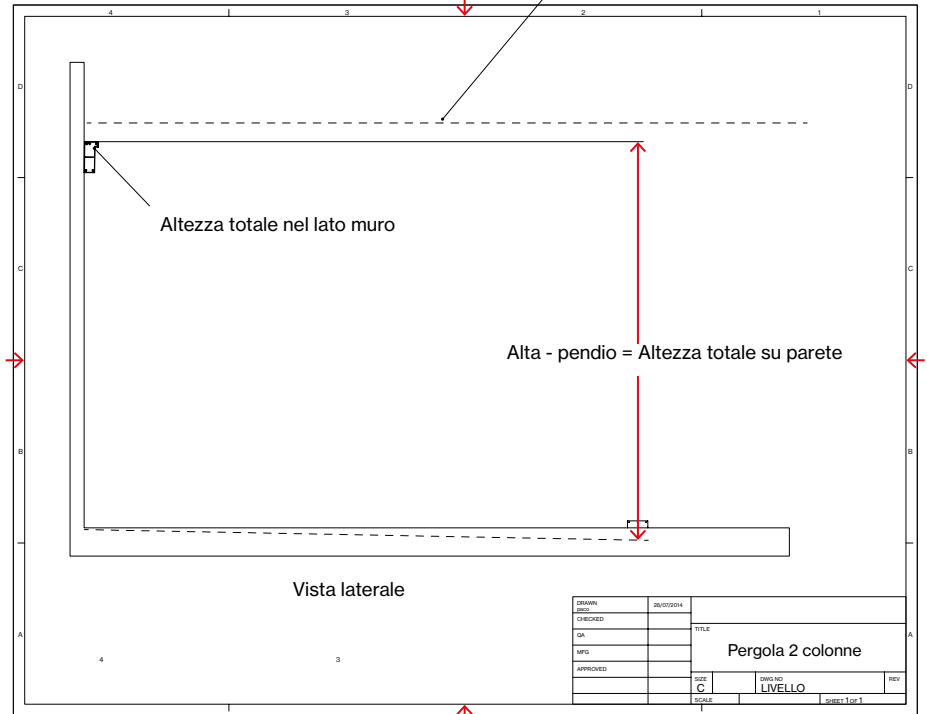 4 3 2 1
D D
Altezza totale nel lato muro
C C
Alta - pendio = Altezza totale su parete
B B
Vista laterale
DRAWN
paco
28/07/2014
CHECKED
QA
MFG
APPROVED
TITLE
Pergola 2 colonne
A A
4 3
SIZE
C
DWG NO
LIVELLO
REV
SCALE
SHEET 1 OF 1